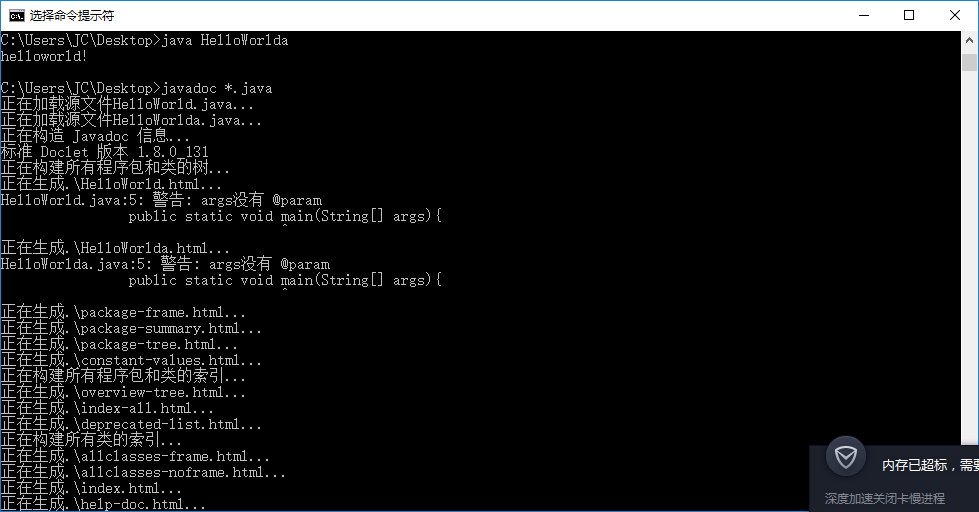 选择命令提示符
C:\Users\JC\Desktop>java HelloWorlda
helloworld!
C:\Users\JC\Desktop>javadoc *.java
正在加载源文件HelloWorld.java...
正在加载源文件HelloWorlda.java...
正在构造 Javadoc 信息...
标准 Doclet 版本 1.8.0_131
正在构建所有程序包和类的树...
正在生成.\HelloWorld.html...
HelloWorld.java:5: 警告: args没有 @param
public static void main(String[] args){
^
正在生成.\HelloWorlda.html...
HelloWorlda.java:5: 警告: args没有 @param
public static void main(String[] args){
^
正在生成.\package-frame.html...
正在生成.\package-summary.html...
正在生成.\package-tree.html...
正在生成.\constant-values.html...
正在构建所有程序包和类的索引...
正在生成.\overview-tree.html...
正在生成.\index-all.html...
正在生成.\deprecated-list.html...
正在构建所有类的索引...
正在生成.\allclasses-frame.html...
正在生成.\allclasses-noframe.html...
正在生成.\index.html...
正在生成.\help-doc.html...
内存已超标，需要
深度加速关闭卡慢进程